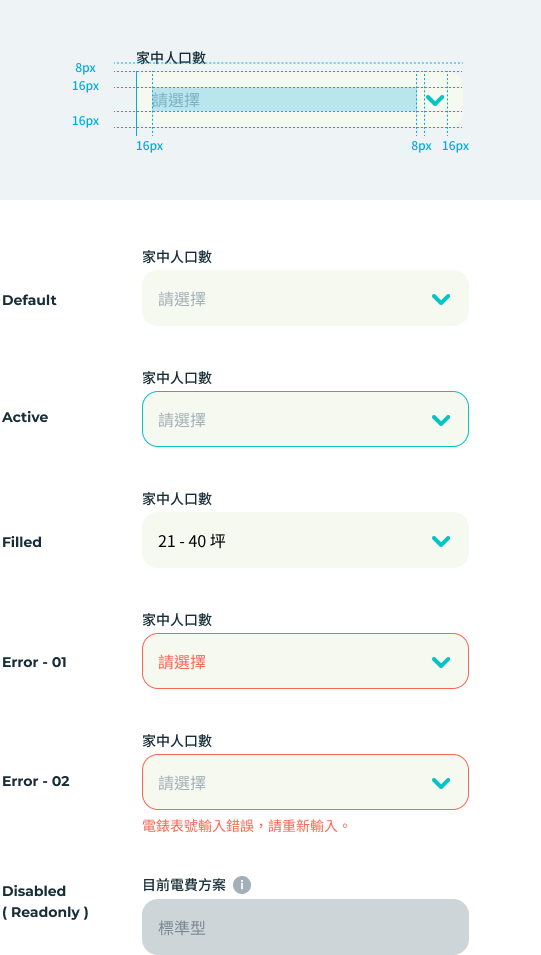 家中人口數
8px
16px
請選擇
16px
16px
8px
16px
家中人口數
Default
請選擇
家中人口數
Active
請選擇
家中人口數
Filled
21 - 40 坪
家中人口數
Error - 01
請選擇
家中人口數
Error - 02
請選擇
電錶表號輸入錯誤，請重新輸入。
目前電費方案 i
Disabled
( Readonly )
標準型